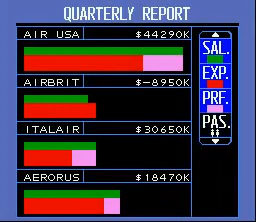 QUARTERLY REPORT
AIR USA $44290K
SAL.
EXP.
AIRBRIT $-8950K
PRF.
PAS.
ITALAIR $30650K
AERORUS $18470K